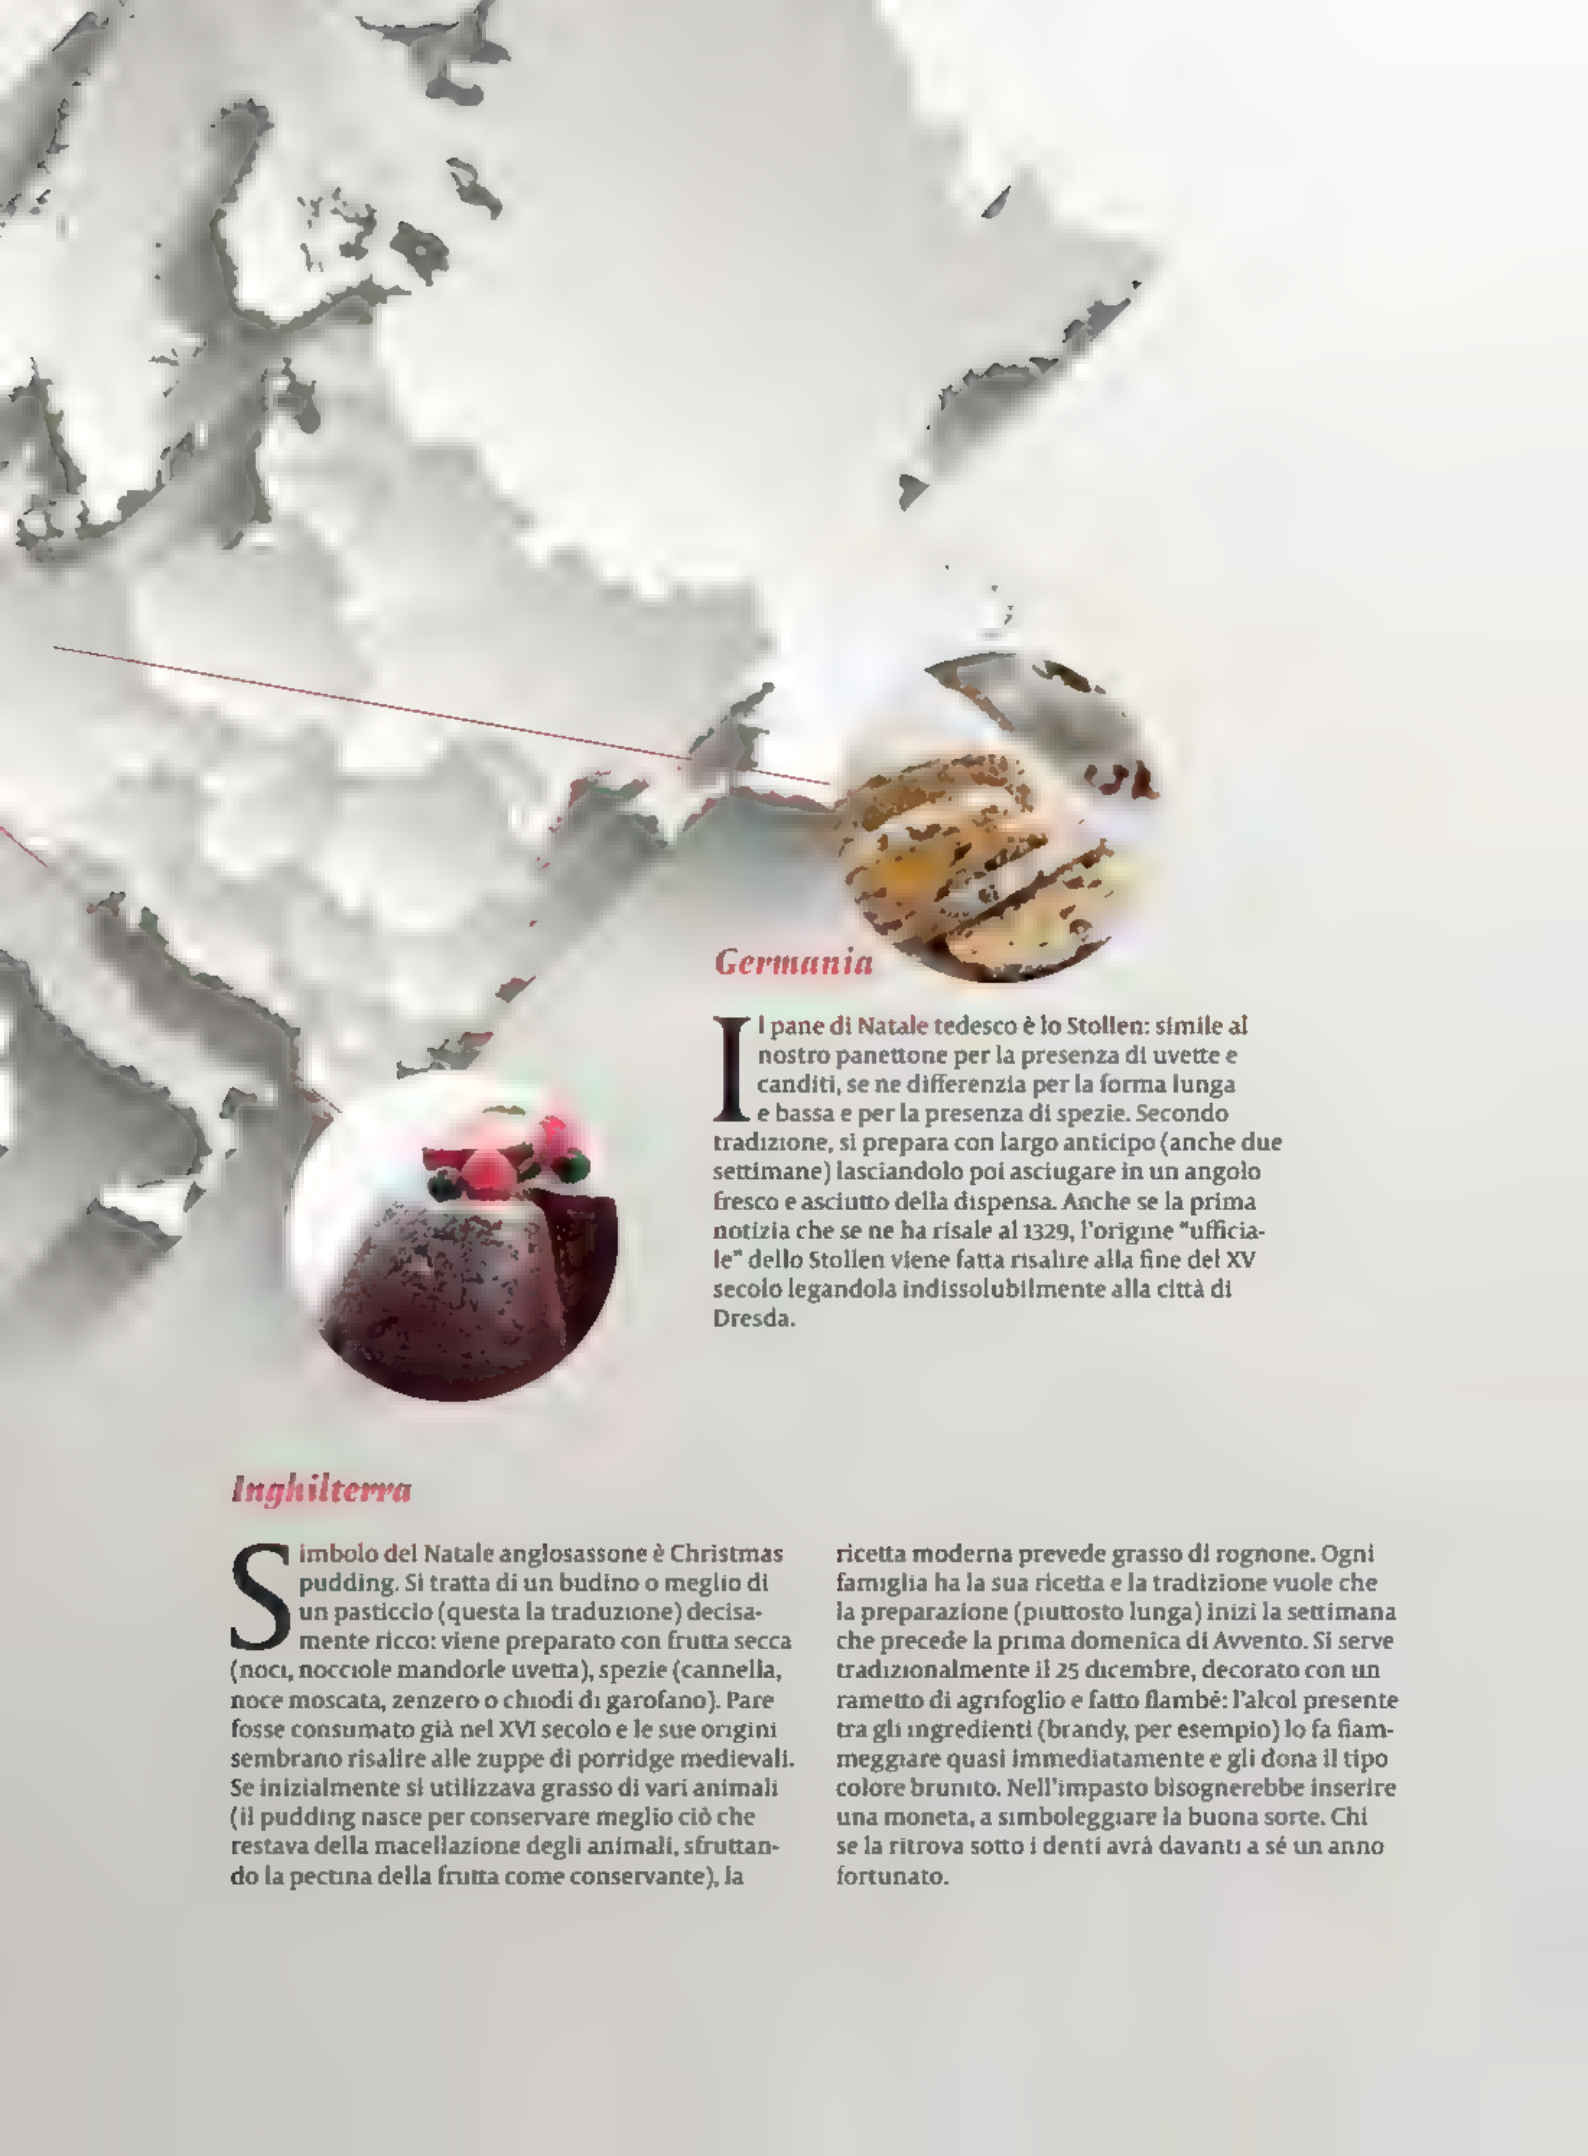 Germania
Il pane di Natale tedesco è lo Stollen: simile al
nostro panettone per la presenza di uvette e
canditi, se ne differenzia per la forma lunga
e bassa e per la presenza di spezie. Secondo
tradizione, si prepara con largo anticipo (anche due
settimane) lasciandolo poi asciugare in un angolo
fresco e asciutto della dispensa. Anche se la prima
notizia che se ne ha risale al 1329, l'origine "ufficia-
le" dello Stollen viene fatta risalire alla fine del XV
secolo legandola indissolubilmente alla città di
Dresda.
Inghilterra
Simbolo del Natale anglosassone è Christmas
pudding. Si tratta di un budino o meglio di
un pasticcio (questa la traduzione) decisa-
mente ricco: viene preparato con frutta secca
(noci, nocciole mandorle uvetta), spezie (cannella,
noce moscata, zenzero o chiodi di garofano). Pare
fosse consumato già nel XVI secolo e le sue origini
sembrano risalire alle zuppe di porridge medievali.
Se inizialmente si utilizzava grasso di vari animali
(il pudding nasce per conservare meglio ciò che
restava della macellazione degli animali, sfruttan-
do la pectina della frutta come conservante), la
ricetta moderna prevede grasso di rognone. Ogni
famiglia ha la sua ricetta e la tradizione vuole che
la preparazione (piuttosto lunga) inizi la settimana
che precede la prima domenica di Avvento. Si serve
tradizionalmente il 25 dicembre, decorato con un
rametto di agrifoglio e fatto flambé: l'alcol presente
tra gli ingredienti (brandy, per esempio) lo fa fiam-
meggiare quasi immediatamente e gli dona il tipo
colore brunito. Nell'impasto bisognerebbe inserire
una moneta, a simboleggiare la buona sorte. Chi
se la ritrova sotto i denti avrà davanti a sé un anno
fortunato.